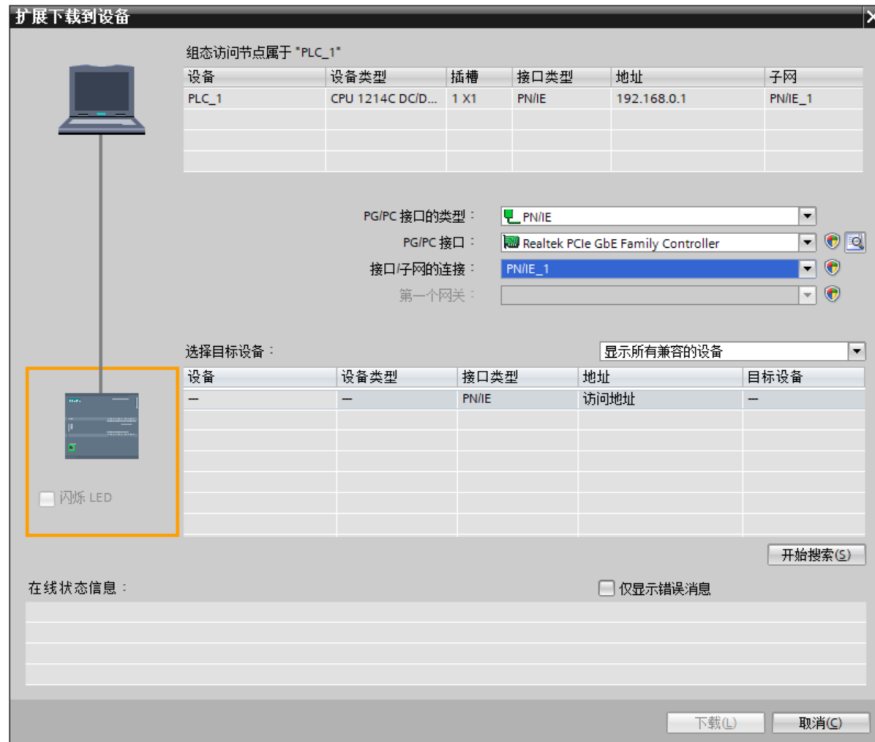 扩展下载到设备
组态访问节点属于 "PLC_1"
设备 设备类型 插槽 接口类型 地址 子网
PLC_1 CPU 1214C DC/D... 1 X1 PN/IE 192.168.0.1 PN/IE_1
PG/PC 接口的类型： PN/IE
PG/PC 接口： Realtek PCIe GbE Family Controller
接口/子网的连接： PN/IE_1
第一个网关：
选择目标设备： 显示所有兼容的设备
设备 设备类型 接口类型 地址 目标设备
— — PN/IE 访问地址 —
闪烁 LED
开始搜索(S)
在线状态信息： 仅显示错误消息
下载(L) 取消(C)